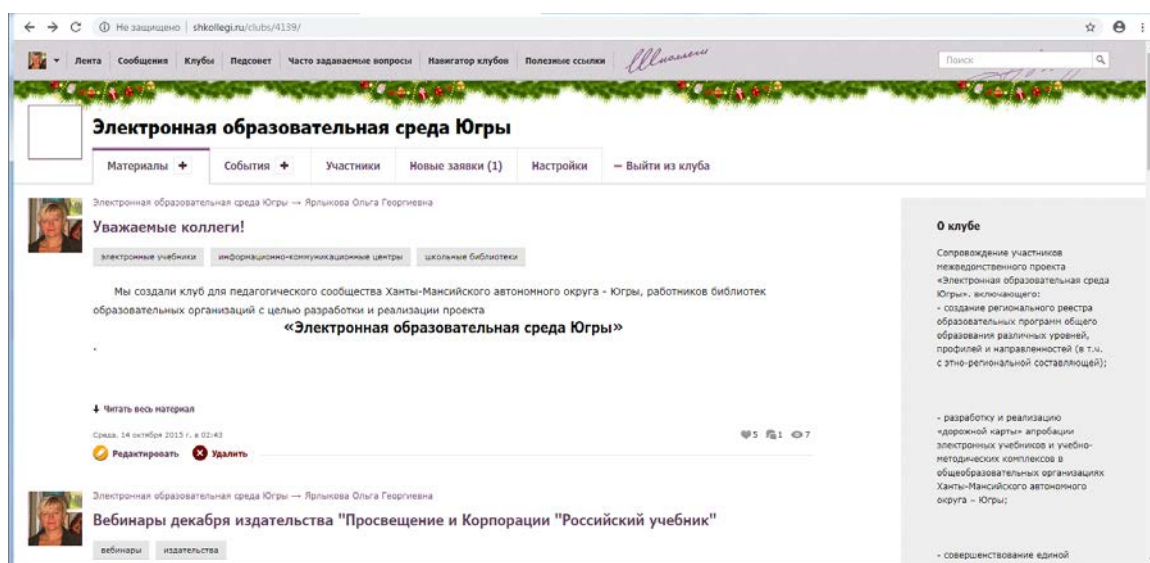 Не защищено | shkollegi.ru/clubs/4139/
Лента Сообщения Клубы Педсовет Часто задаваемые вопросы Навигатор клубов Полезные ссылки
Поиск
Электронная образовательная среда Югры
Материалы + События + Участники Новые заявки (1) Настройки — Выйти из клуба
Электронная образовательная среда Югры → Ярлыкова Ольга Георгиевна
Уважаемые коллеги!
электронные учебники информационно-коммуникационные центры школьные библиотеки
Мы создали клуб для педагогического сообщества Ханты-Мансийского автономного округа - Югры, работников библиотек
образовательных организаций с целью разработки и реализации проекта
«Электронная образовательная среда Югры»
.
Читать весь материал
Среда, 14 октября 2015 г. в 02:43
5 1 7
Редактировать Удалить
Электронная образовательная среда Югры → Ярлыкова Ольга Георгиевна
Вебинары декабря издательства "Просвещение и Корпорации "Российский учебник"
вебинары издательства
О клубе
Сопровождение участников
межведомственного проекта
«Электронная образовательная среда
Югры», включающего:
- создание регионального реестра
образовательных программ общего
образования различных уровней,
профилей и направленностей (в т.ч.
с этно-региональной составляющей);
- разработку и реализацию
«дорожной карты» апробации
электронных учебников и учебно-
методических комплексов в
общеобразовательных организациях
Ханты-Мансийского автономного
округа – Югры;
- совершенствование единой